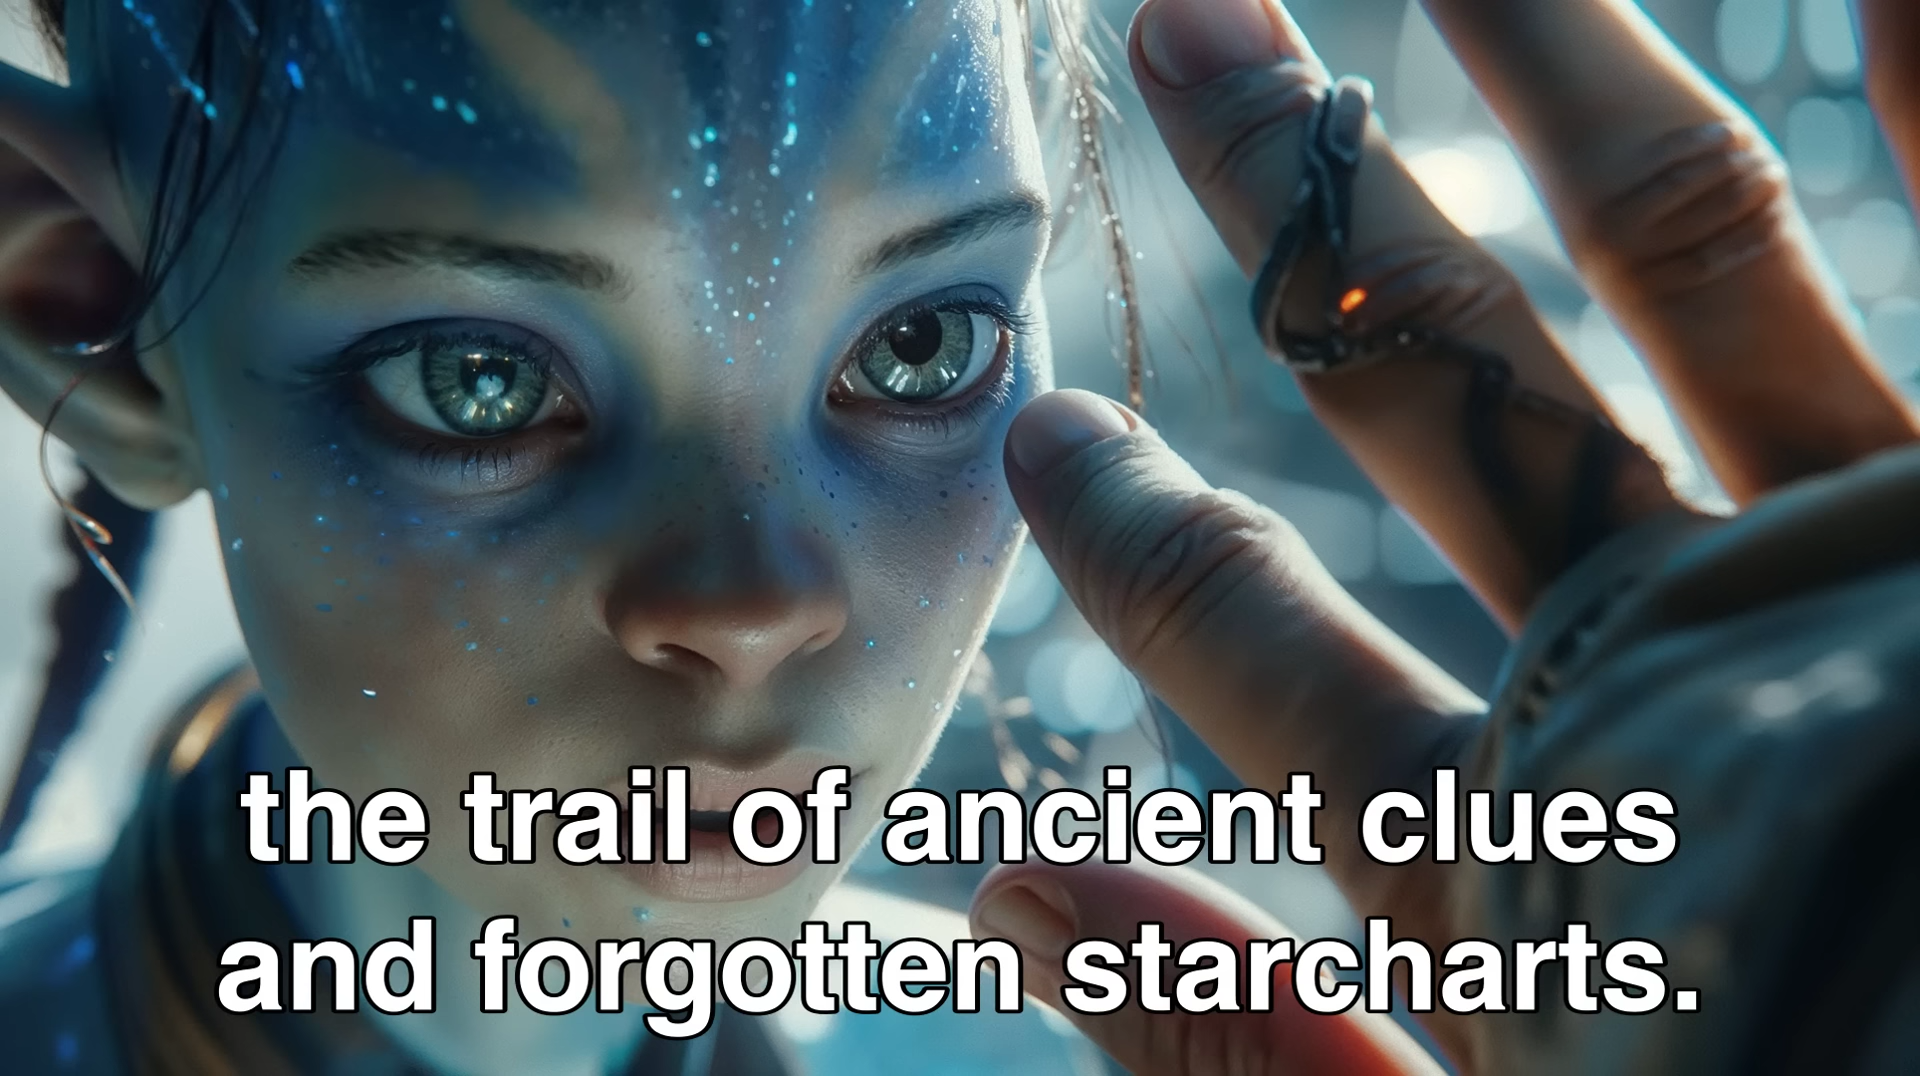 the trail of ancient clues
and forgotten starcharts.